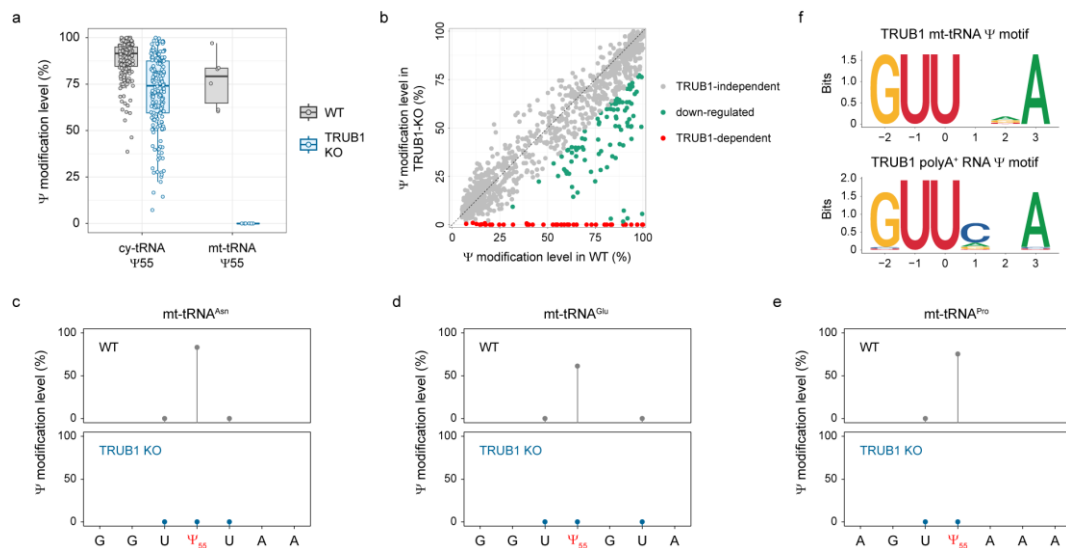 a
Ψ modification level (%)
100
75
50
25
0
cy-tRNA
Ψ55
mt-tRNA
Ψ55
WT
TRUB1
KO
b
Ψ modification level in
TRUB1-KO (%)
100
75
50
25
0
0
25
50
75
100
Ψ modification level in WT (%)
TRUB1-independent
down-regulated
TRUB1-dependent
f
TRUB1 mt-tRNA Ψ motif
Bits
1.5
1.0
0.5
0.0
GUU A
−2 −1 0 1 2 3
TRUB1 polyA⁺ RNA Ψ motif
Bits
2.0
1.5
1.0
0.5
0.0
GUUC A
−2 −1 0 1 2 3
c
mt-tRNAᴬˢⁿ
Ψ modification level (%)
WT
100
50
0
TRUB1 KO
100
50
0
G G U Ψ₅₅ U A A
d
mt-tRNAᴳˡᵘ
Ψ modification level (%)
WT
100
50
0
TRUB1 KO
100
50
0
G G U Ψ₅₅ G U A
e
mt-tRNAᴾʳᵒ
Ψ modification level (%)
WT
100
50
0
TRUB1 KO
100
50
0
A G U Ψ₅₅ A A A